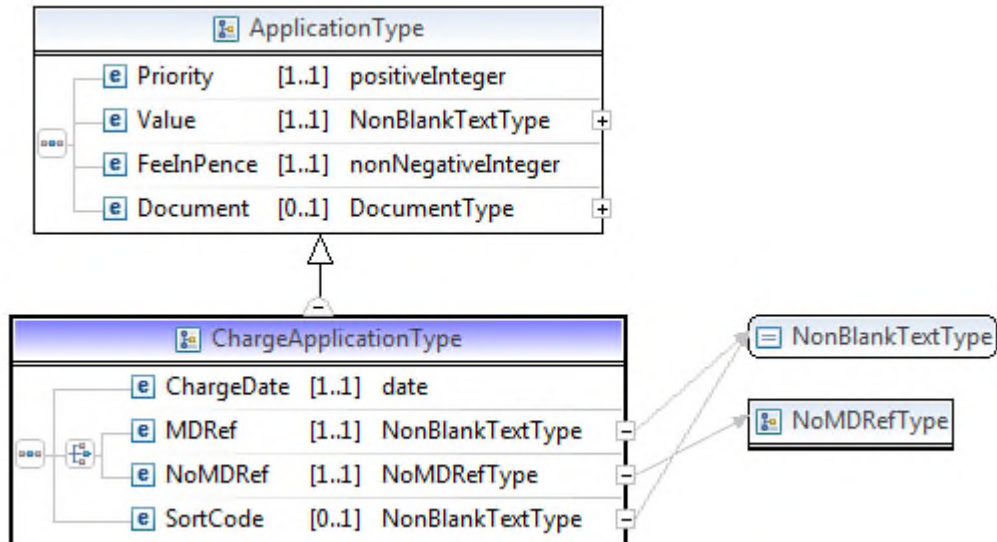 ApplicationType
e Priority [1..1] positiveInteger
e Value [1..1] NonBlankTextType
e FeeInPence [1..1] nonNegativeInteger
e Document [0..1] DocumentType
ChargeApplicationType
e ChargeDate [1..1] date
e MDRef [1..1] NonBlankTextType
e NoMDRef [1..1] NoMDRefType
e SortCode [0..1] NonBlankTextType
NonBlankTextType
NoMDRefType